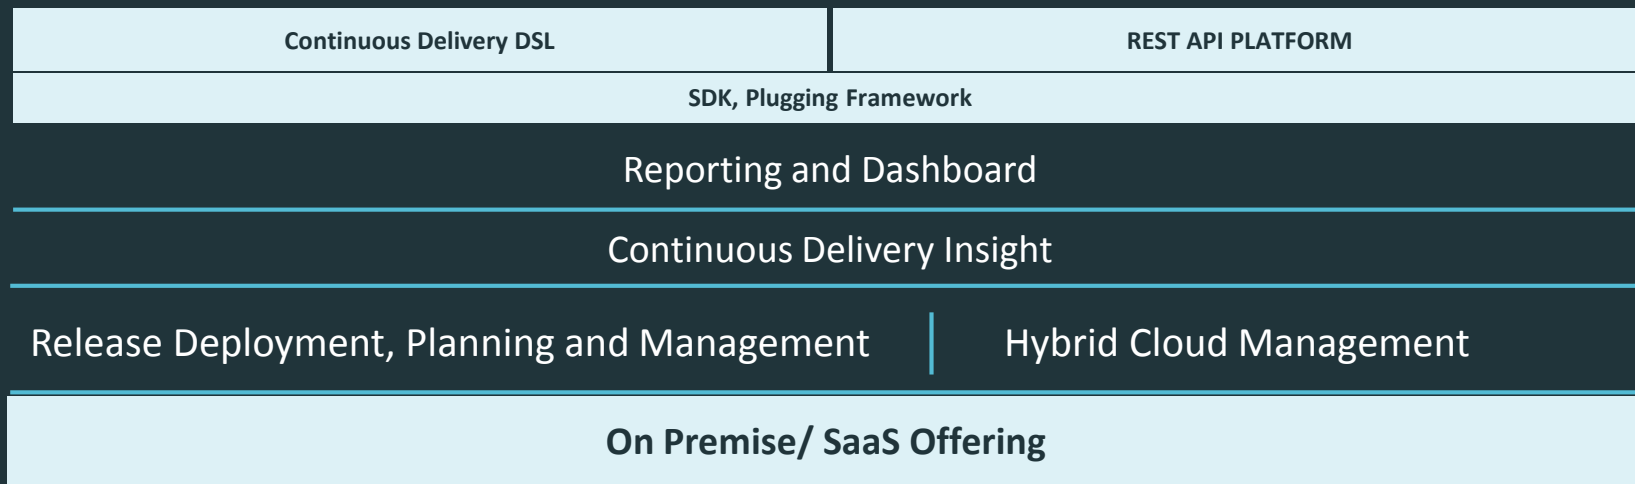 Continuous Delivery DSL
REST API PLATFORM
SDK, Plugging Framework
Reporting and Dashboard
Continuous Delivery Insight
Release Deployment, Planning and Management
Hybrid Cloud Management
On Premise/ SaaS Offering